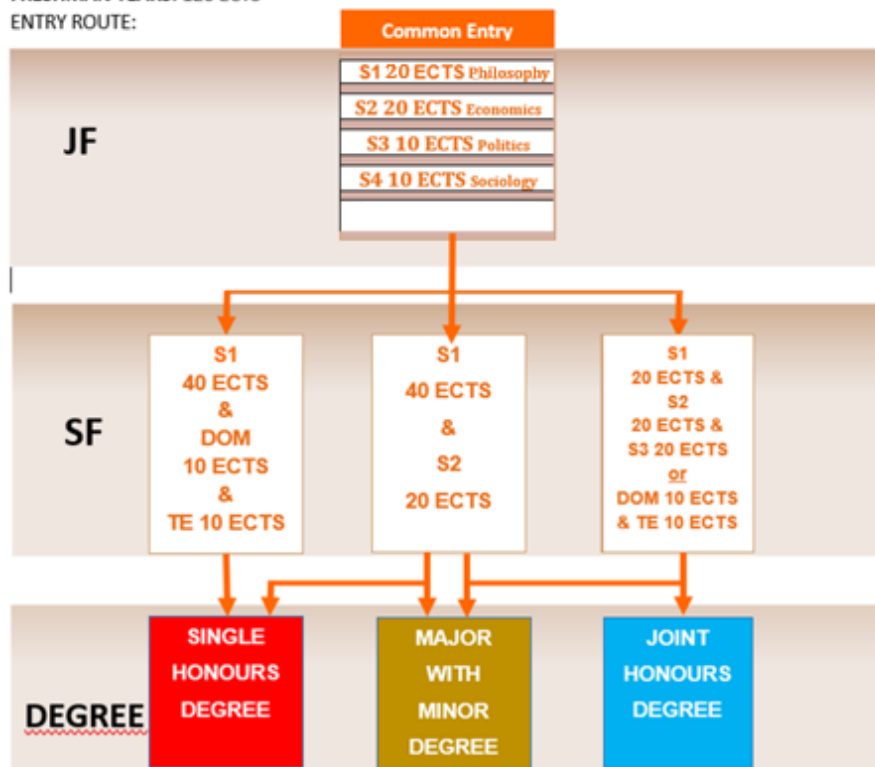 ENTRY ROUTE:
Common Entry
JF
S1 20 ECTS Philosophy
S2 20 ECTS Economics
S3 10 ECTS Politics
S4 10 ECTS Sociology
SF
S1
40 ECTS
&
DOM
10 ECTS
&
TE 10 ECTS
S1
40 ECTS
&
S2
20 ECTS
S1
20 ECTS &
S2
20 ECTS &
S3 20 ECTS
or
DOM 10 ECTS
& TE 10 ECTS
DEGREE
SINGLE
HONOURS
DEGREE
MAJOR
WITH
MINOR
DEGREE
JOINT
HONOURS
DEGREE